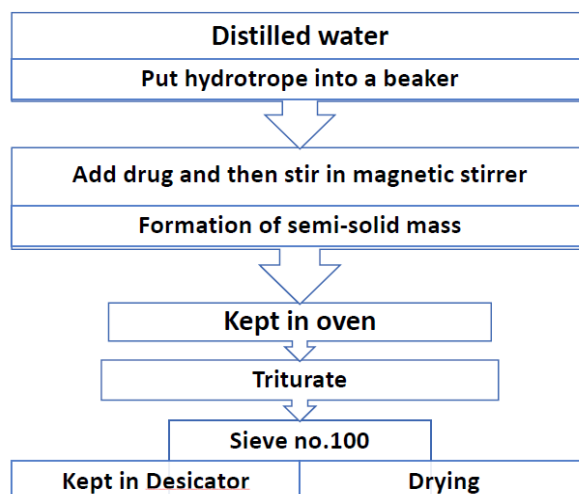 Distilled water
Put hydrotrope into a beaker
Add drug and then stir in magnetic stirrer
Formation of semi-solid mass
Kept in oven
Triturate
Sieve no.100
Kept in Desicator
Drying